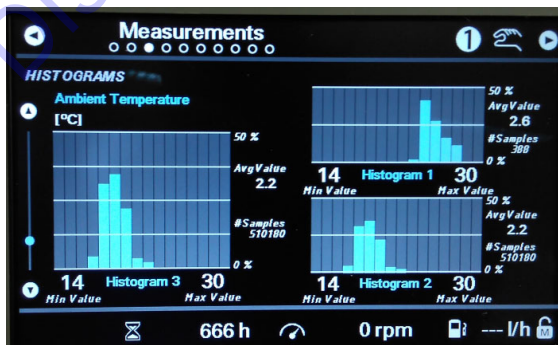 Measurements
1
HISTOGRAMS
Ambient Temperature
[ºC]
50 %
AvgValue
2.2
#Samples
510180
0 %
14 Histogram 3 30
Min Value Max Value
50 %
AvgValue
2.6
#Samples
388
0 %
14 Histogram 1 30
Min Value Max Value
50 %
AvgValue
2.2
#Samples
510180
0 %
14 Histogram 2 30
Min Value Max Value
666 h 0 rpm --- l/h M